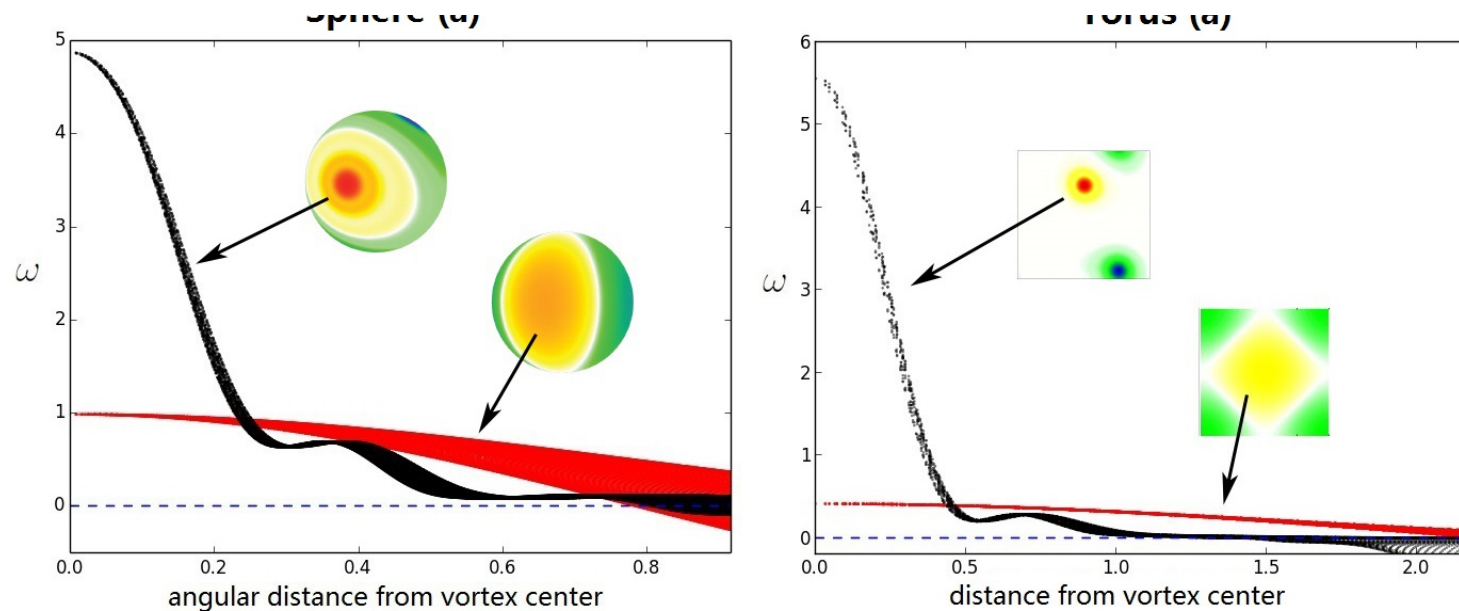 Sphere (a)
5
4
3
2
1
0
ω
0.0 0.2 0.4 0.6 0.8
angular distance from vortex center
Torus (a)
6
5
4
3
2
1
0
ω
0.0 0.5 1.0 1.5 2.0
distance from vortex center